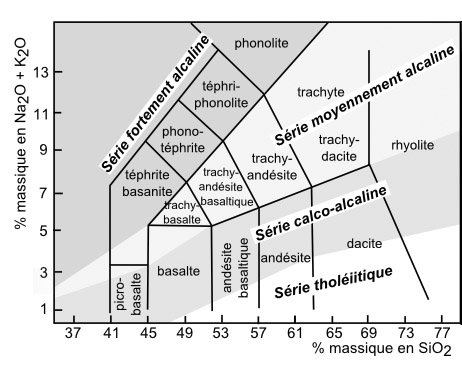 phonolite
Série fortement alcaline
téphri-
phonolite
trachyte
Série moyennement alcaline
phono-
téphrite
trachy-
dacite
rhyolite
téphrite
basanite
trachy-
andésite
basaltique
trachy-
andésite
trachy-
basalte
Série calco-alcaline
picro-
basalte
basalte
andésite
basaltique
andésite
dacite
Série tholéiitique
% massique en Na2O + K2O
13
11
9
7
5
3
1
37 41 45 49 53 57 61 65 69 73 77
% massique en SiO2